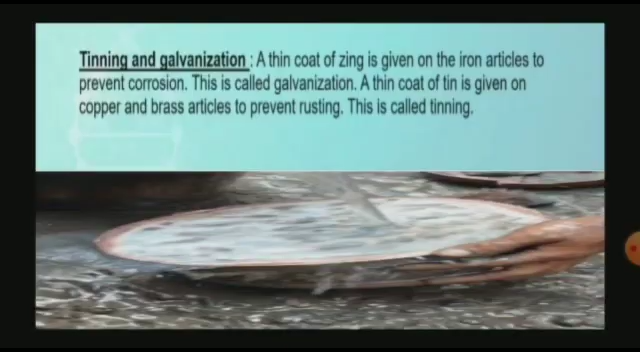 Tinning and galvanization : A thin coat of zing is given on the iron articles to
prevent corrosion. This is called galvanization. A thin coat of tin is given on
copper and brass articles to prevent rusting. This is called tinning.